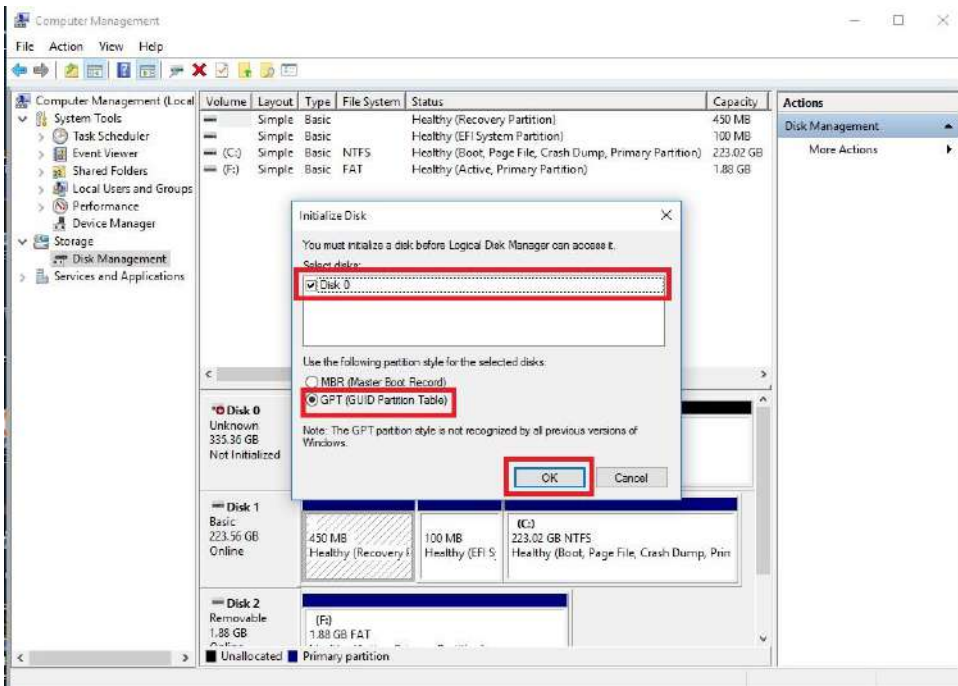 Computer Management
File Action View Help
Computer Management (Local
System Tools
Task Scheduler
Event Viewer
Shared Folders
Local Users and Groups
Performance
Device Manager
Storage
Disk Management
Services and Applications
Volume Layout Type File System Status Capacity
Simple Basic Healthy (Recovery Partition) 450 MB
Simple Basic Healthy (EFI System Partition) 100 MB
(C:) Simple Basic NTFS Healthy (Boot, Page File, Crash Dump, Primary Partition) 223.02 GB
(F:) Simple Basic FAT Healthy (Active, Primary Partition) 1.88 GB
Actions
Disk Management
More Actions
Initialize Disk
You must initialize a disk before Logical Disk Manager can access it.
Select disks:
Disk 0
Use the following partition style for the selected disks:
MBR (Master Boot Record)
GPT (GUID Partition Table)
Note: The GPT partition style is not recognized by all previous versions of
Windows.
OK Cancel
Disk 0
Unknown
335.36 GB
Not Initialized
Disk 1
Basic
223.56 GB
Online
450 MB
Healthy (Recovery P
100 MB
Healthy (EFI S
(C:)
223.02 GB NTFS
Healthy (Boot, Page File, Crash Dump, Prim
Disk 2
Removable
1.88 GB
(F:)
1.88 GB FAT
Unallocated Primary partition